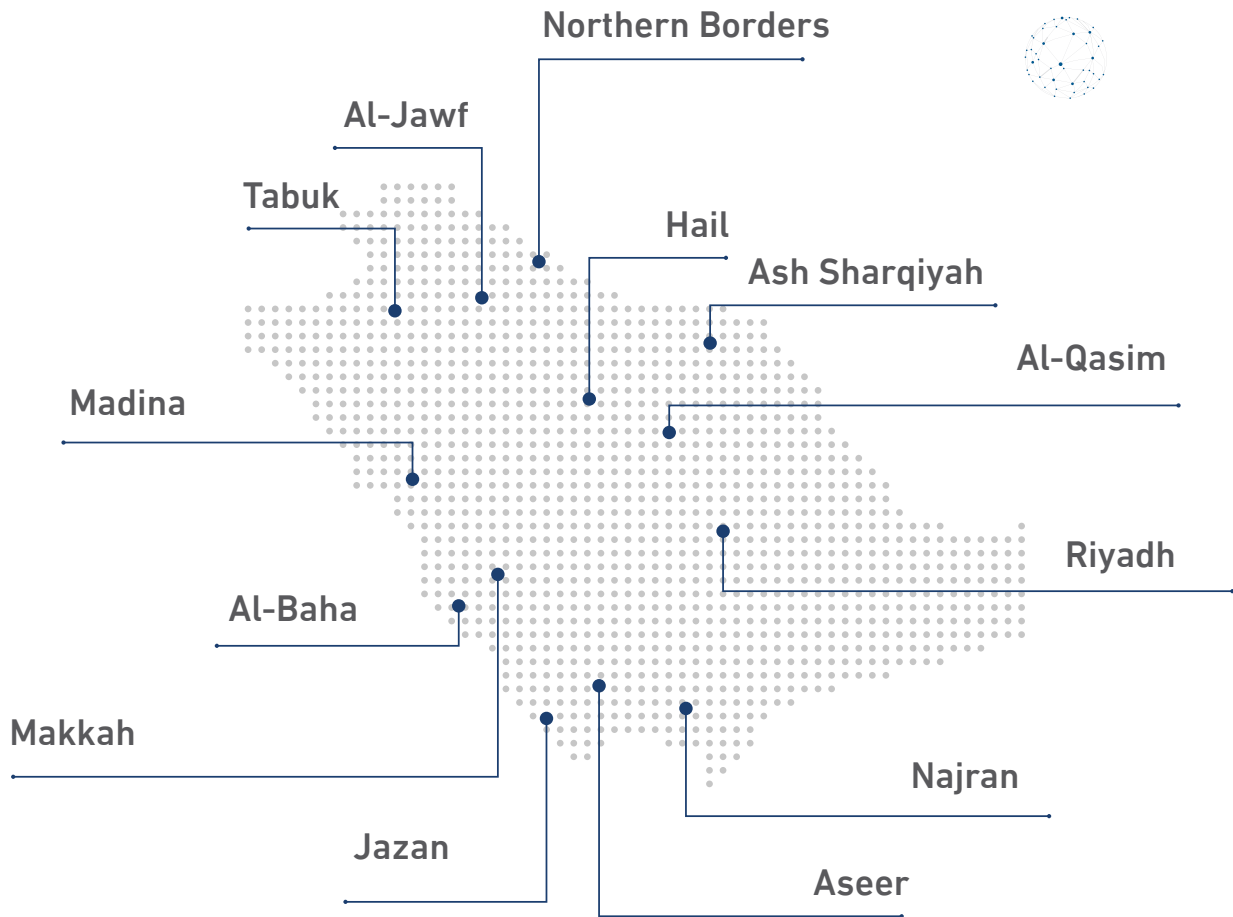 Northern Borders
Al-Jawf
Tabuk
Hail
Ash Sharqiyah
Al-Qasim
Madina
Riyadh
Al-Baha
Makkah
Najran
Jazan
Aseer